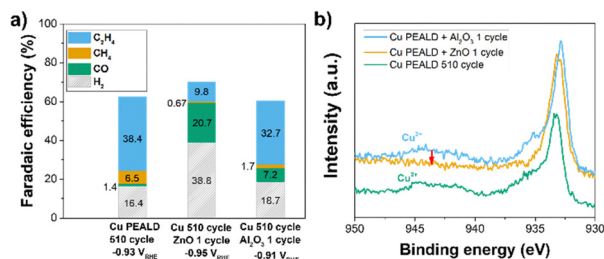 a)
Faradaic efficiency (%)
100
80
60
40
20
0
C₂H₄
CH₄
CO
H₂
38.4
6.5
1.4
16.4
9.8
0.67
20.7
38.8
32.7
1.7
7.2
18.7
Cu PEALD
510 cycle
-0.93 V_RHE
Cu 510 cycle
ZnO 1 cycle
-0.95 V_RHE
Cu 510 cycle
Al₂O₃ 1 cycle
-0.91 V_RHE
b)
Intensity (a.u.)
Cu PEALD + Al₂O₃ 1 cycle
Cu PEALD + ZnO 1 cycle
Cu PEALD 510 cycle
Cu²⁺
Cu²⁺
950
945
940
935
930
Binding energy (eV)